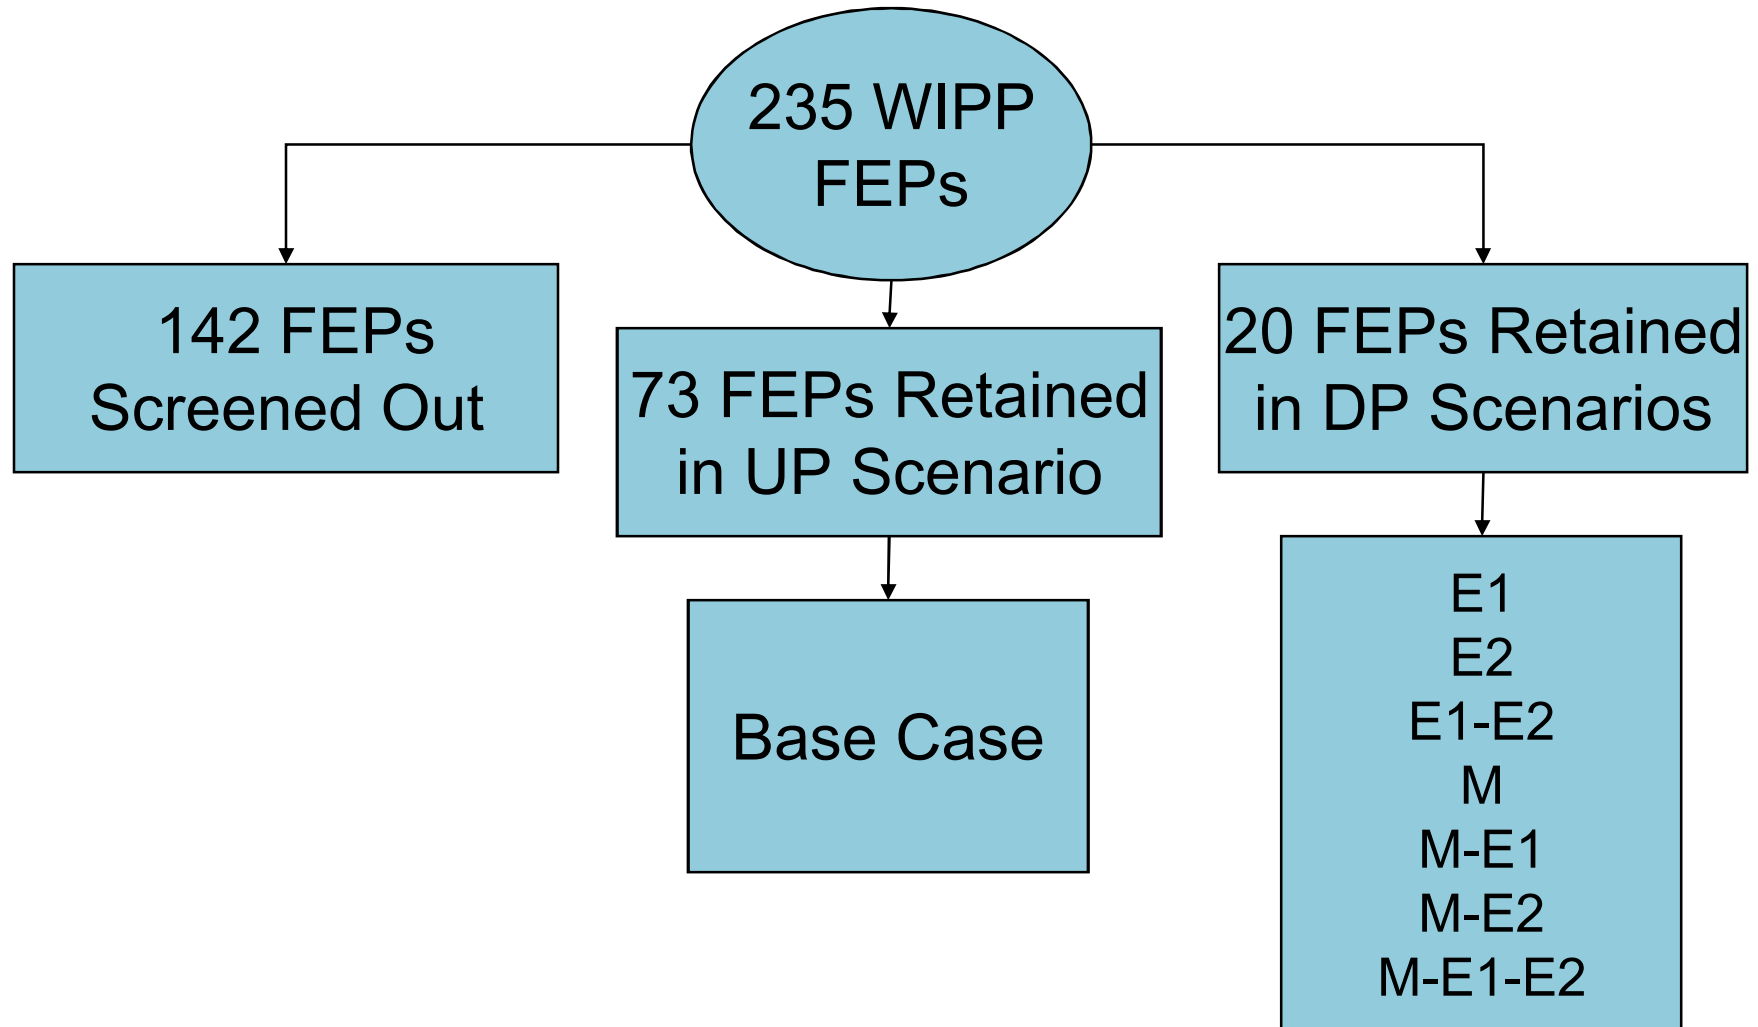 235 WIPP
FEPs
142 FEPs
Screened Out
73 FEPs Retained
in UP Scenario
20 FEPs Retained
in DP Scenarios
Base Case
E1
E2
E1-E2
M
M-E1
M-E2
M-E1-E2